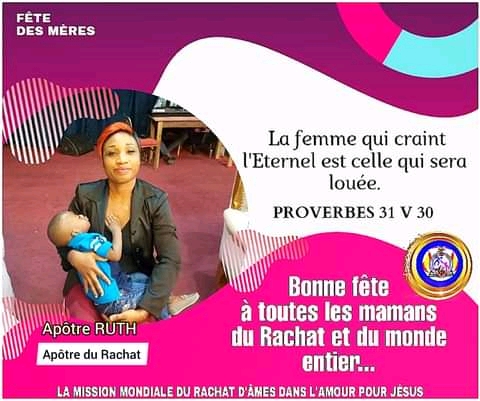 FÊTE
DES MÈRES
La femme qui craint
l'Eternel est celle qui sera
louée.
PROVERBES 31 V 30
Bonne fête
à toutes les mamans
du Rachat et du monde
entier...
Apôtre RUTH
Apôtre du Rachat
LA MISSION MONDIALE DU RACHAT D'ÂMES DANS L'AMOUR POUR JÉSUS